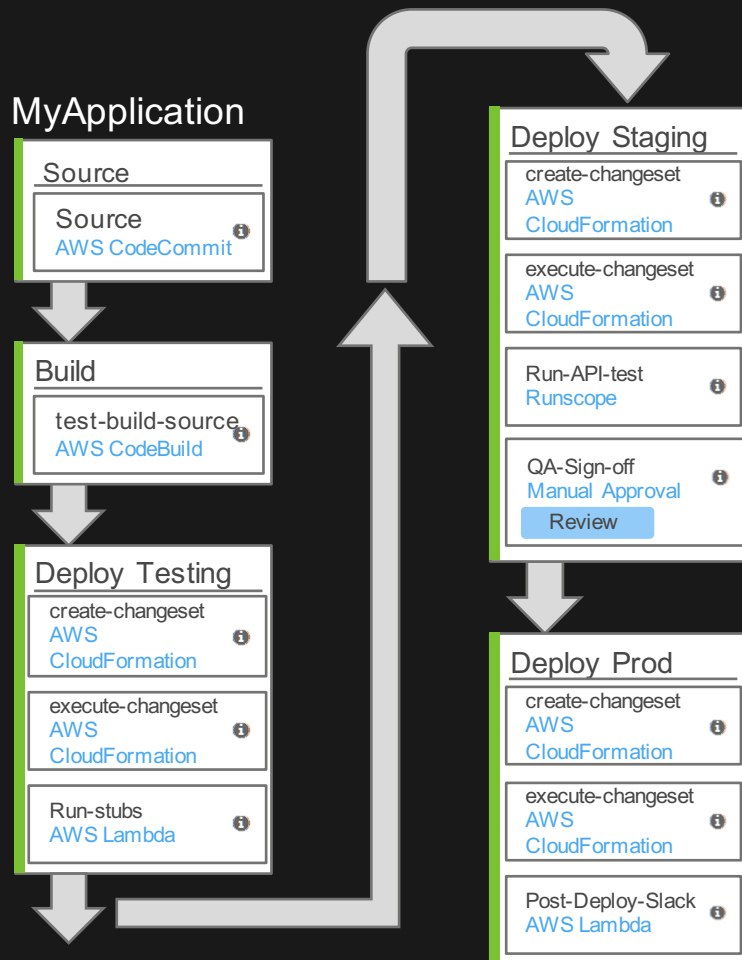 MyApplication
Source
Source
AWS CodeCommit
Build
test-build-source
AWS CodeBuild
Deploy Testing
create-changeset
AWS
CloudFormation
execute-changeset
AWS
CloudFormation
Run-stubs
AWS Lambda
Deploy Staging
create-changeset
AWS
CloudFormation
execute-changeset
AWS
CloudFormation
Run-API-test
Runscope
QA-Sign-off
Manual Approval
Review
Deploy Prod
create-changeset
AWS
CloudFormation
execute-changeset
AWS
CloudFormation
Post-Deploy-Slack
AWS Lambda